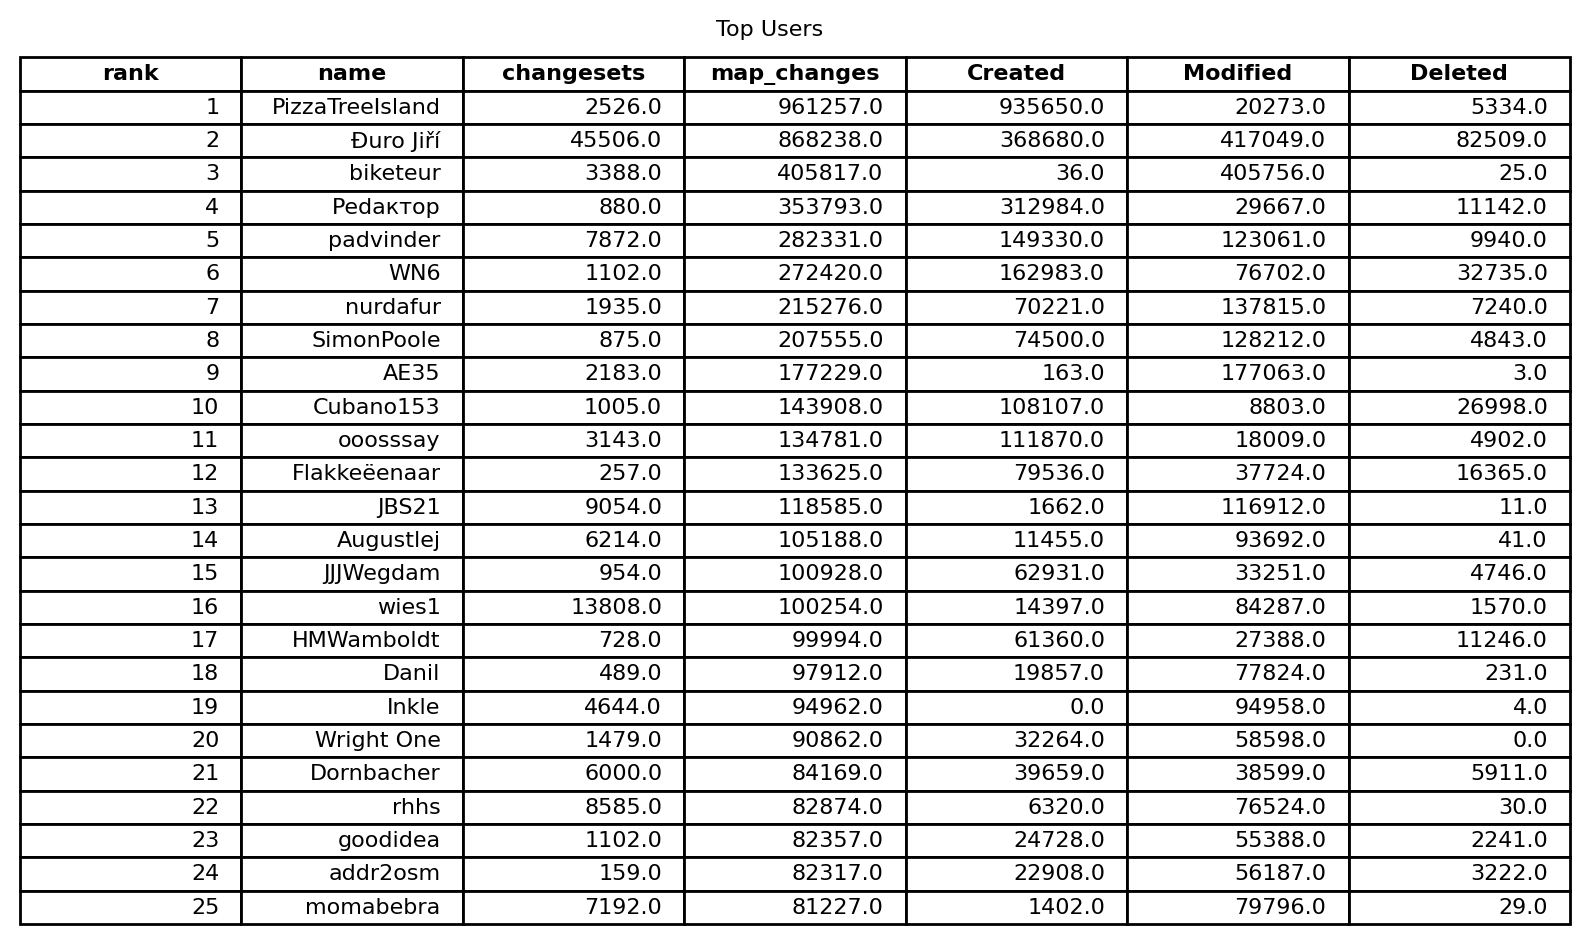 Top Users
rank name changesets map_changes Created Modified Deleted
1 PizzaTreeIsland 2526.0 961257.0 935650.0 20273.0 5334.0
2 Đuro Jiří 45506.0 868238.0 368680.0 417049.0 82509.0
3 biketeur 3388.0 405817.0 36.0 405756.0 25.0
4 Редакτор 880.0 353793.0 312984.0 29667.0 11142.0
5 padvinder 7872.0 282331.0 149330.0 123061.0 9940.0
6 WN6 1102.0 272420.0 162983.0 76702.0 32735.0
7 nurdafur 1935.0 215276.0 70221.0 137815.0 7240.0
8 SimonPoole 875.0 207555.0 74500.0 128212.0 4843.0
9 AE35 2183.0 177229.0 163.0 177063.0 3.0
10 Cubano153 1005.0 143908.0 108107.0 8803.0 26998.0
11 ooosssay 3143.0 134781.0 111870.0 18009.0 4902.0
12 Flakkeëenaar 257.0 133625.0 79536.0 37724.0 16365.0
13 JBS21 9054.0 118585.0 1662.0 116912.0 11.0
14 Augustlej 6214.0 105188.0 11455.0 93692.0 41.0
15 JJJWegdam 954.0 100928.0 62931.0 33251.0 4746.0
16 wies1 13808.0 100254.0 14397.0 84287.0 1570.0
17 HMWamboldt 728.0 99994.0 61360.0 27388.0 11246.0
18 Danil 489.0 97912.0 19857.0 77824.0 231.0
19 Inkle 4644.0 94962.0 0.0 94958.0 4.0
20 Wright One 1479.0 90862.0 32264.0 58598.0 0.0
21 Dornbacher 6000.0 84169.0 39659.0 38599.0 5911.0
22 rhhs 8585.0 82874.0 6320.0 76524.0 30.0
23 goodidea 1102.0 82357.0 24728.0 55388.0 2241.0
24 addr2osm 159.0 82317.0 22908.0 56187.0 3222.0
25 momabebra 7192.0 81227.0 1402.0 79796.0 29.0